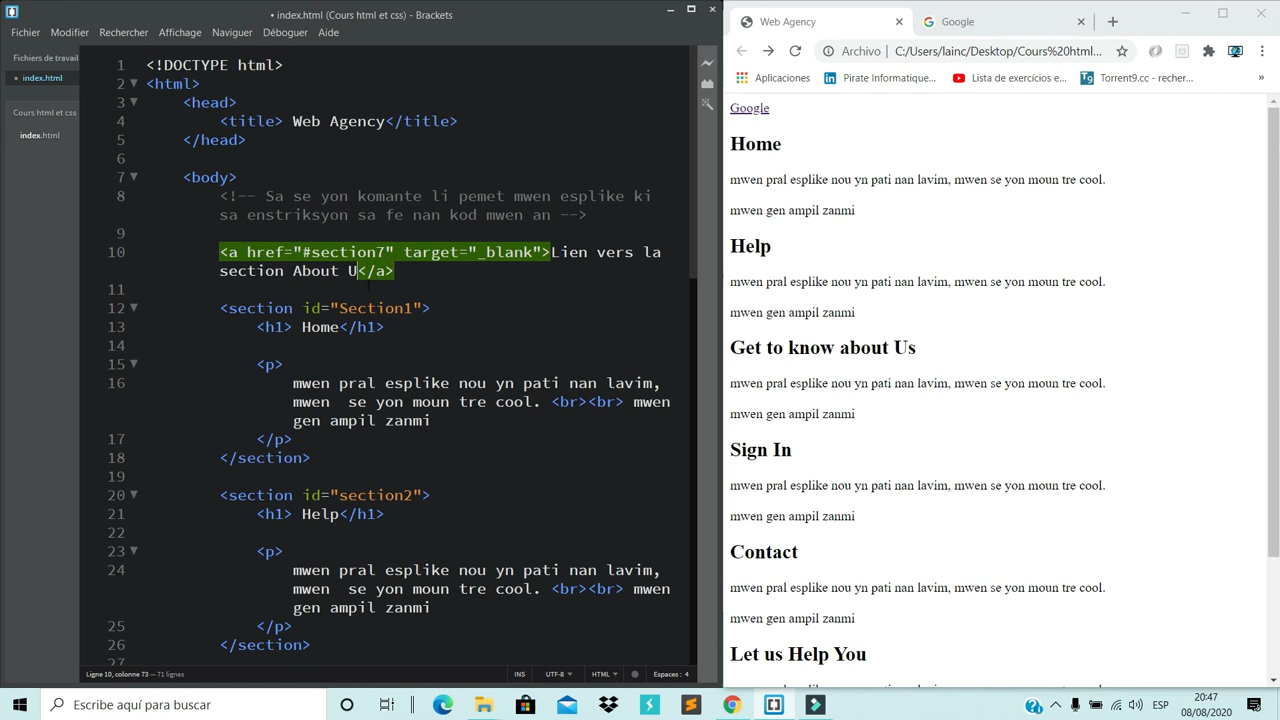 • index.html (Cours html et css) - Brackets
Fichier Modifier Rechercher Affichage Naviguer Déboguer Aide
Fichiers de travail
• index.html
Cours html et css
index.html
1 <!DOCTYPE html>
2 <html>
3 <head>
4 <title> Web Agency</title>
5 </head>
6
7 <body>
8 <!-- Sa se yon komante li pemet mwen esplike ki
sa enstriksyon sa fe nan kod mwen an -->
9
10 <a href="#section7" target="_blank">Lien vers la
section About U</a>
11
12 <section id="Section1">
13 <h1> Home</h1>
14
15 <p>
16 mwen pral esplike nou yn pati nan lavim,
mwen  se yon moun tre cool. <br><br> mwen
gen ampil zanmi
17 </p>
18 </section>
19
20 <section id="section2">
21 <h1> Help</h1>
22
23 <p>
24 mwen pral esplike nou yn pati nan lavim,
mwen  se yon moun tre cool. <br><br> mwen
gen ampil zanmi
25 </p>
26 </section>
27
Ligne 10, colonne 73 — 71 lignes
INS UTF-8 HTML Espaces : 4
Web Agency
Google
Archivo | C:/Users/lainc/Desktop/Cours%20html...
Aplicaciones Pirate Informatique... Lista de exercícios e... Torrent9.cc - recher... »
Google
Home
mwen pral esplike nou yn pati nan lavim, mwen se yon moun tre cool.
mwen gen ampil zanmi
Help
mwen pral esplike nou yn pati nan lavim, mwen se yon moun tre cool.
mwen gen ampil zanmi
Get to know about Us
mwen pral esplike nou yn pati nan lavim, mwen se yon moun tre cool.
mwen gen ampil zanmi
Sign In
mwen pral esplike nou yn pati nan lavim, mwen se yon moun tre cool.
mwen gen ampil zanmi
Contact
mwen pral esplike nou yn pati nan lavim, mwen se yon moun tre cool.
mwen gen ampil zanmi
Let us Help You
Escribe aquí para buscar
ESP
20:47
08/08/2020